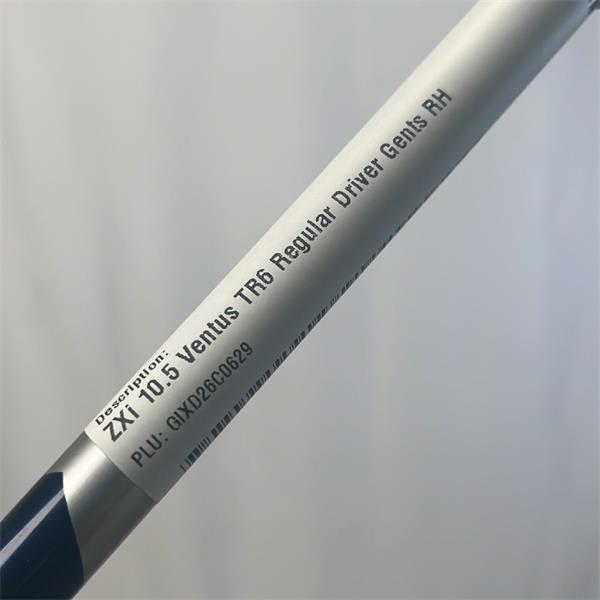 Description:
ZXi 10.5 Ventus TR6 Regular Driver Gents RH
PLU: GIXD26C0629